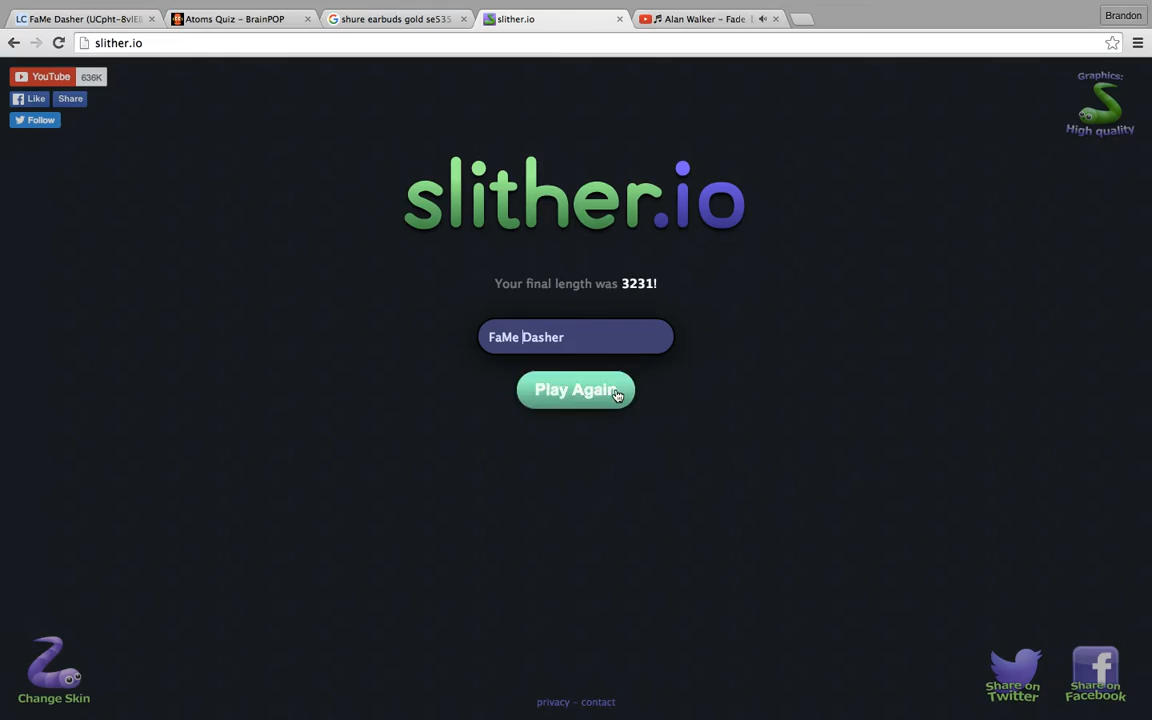 LC FaMe Dasher (UCpht-8vIE
Atoms Quiz – BrainPOP
shure earbuds gold se535
slither.io
Alan Walker - Fade
Brandon
slither.io
YouTube 636K
Like Share
Follow
Graphics:
High quality
slither.io
Your final length was 3231!
FaMe Dasher
Play Again
Change Skin
privacy - contact
Share on
Twitter
Share on
Facebook